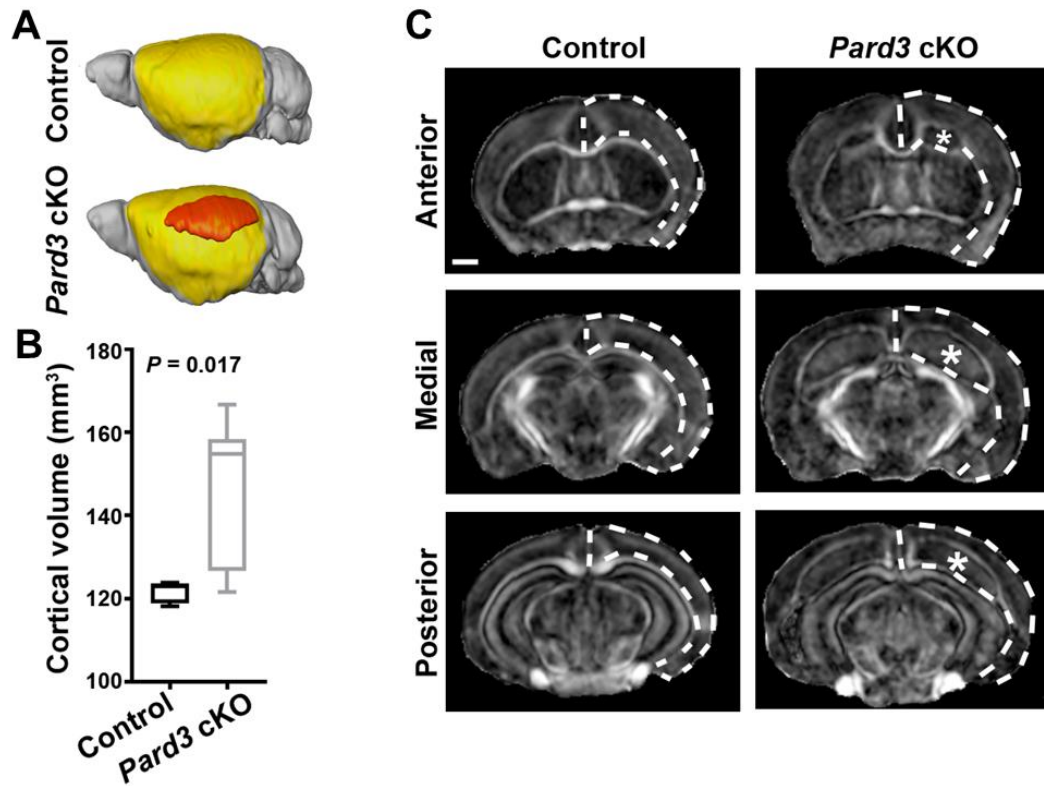 A
Control
Pard3 cKO
B
Cortical volume (mm³)
180
160
140
120
100
P = 0.017
Control
Pard3 cKO
C
Control
Pard3 cKO
Anterior
*
Medial
*
Posterior
*